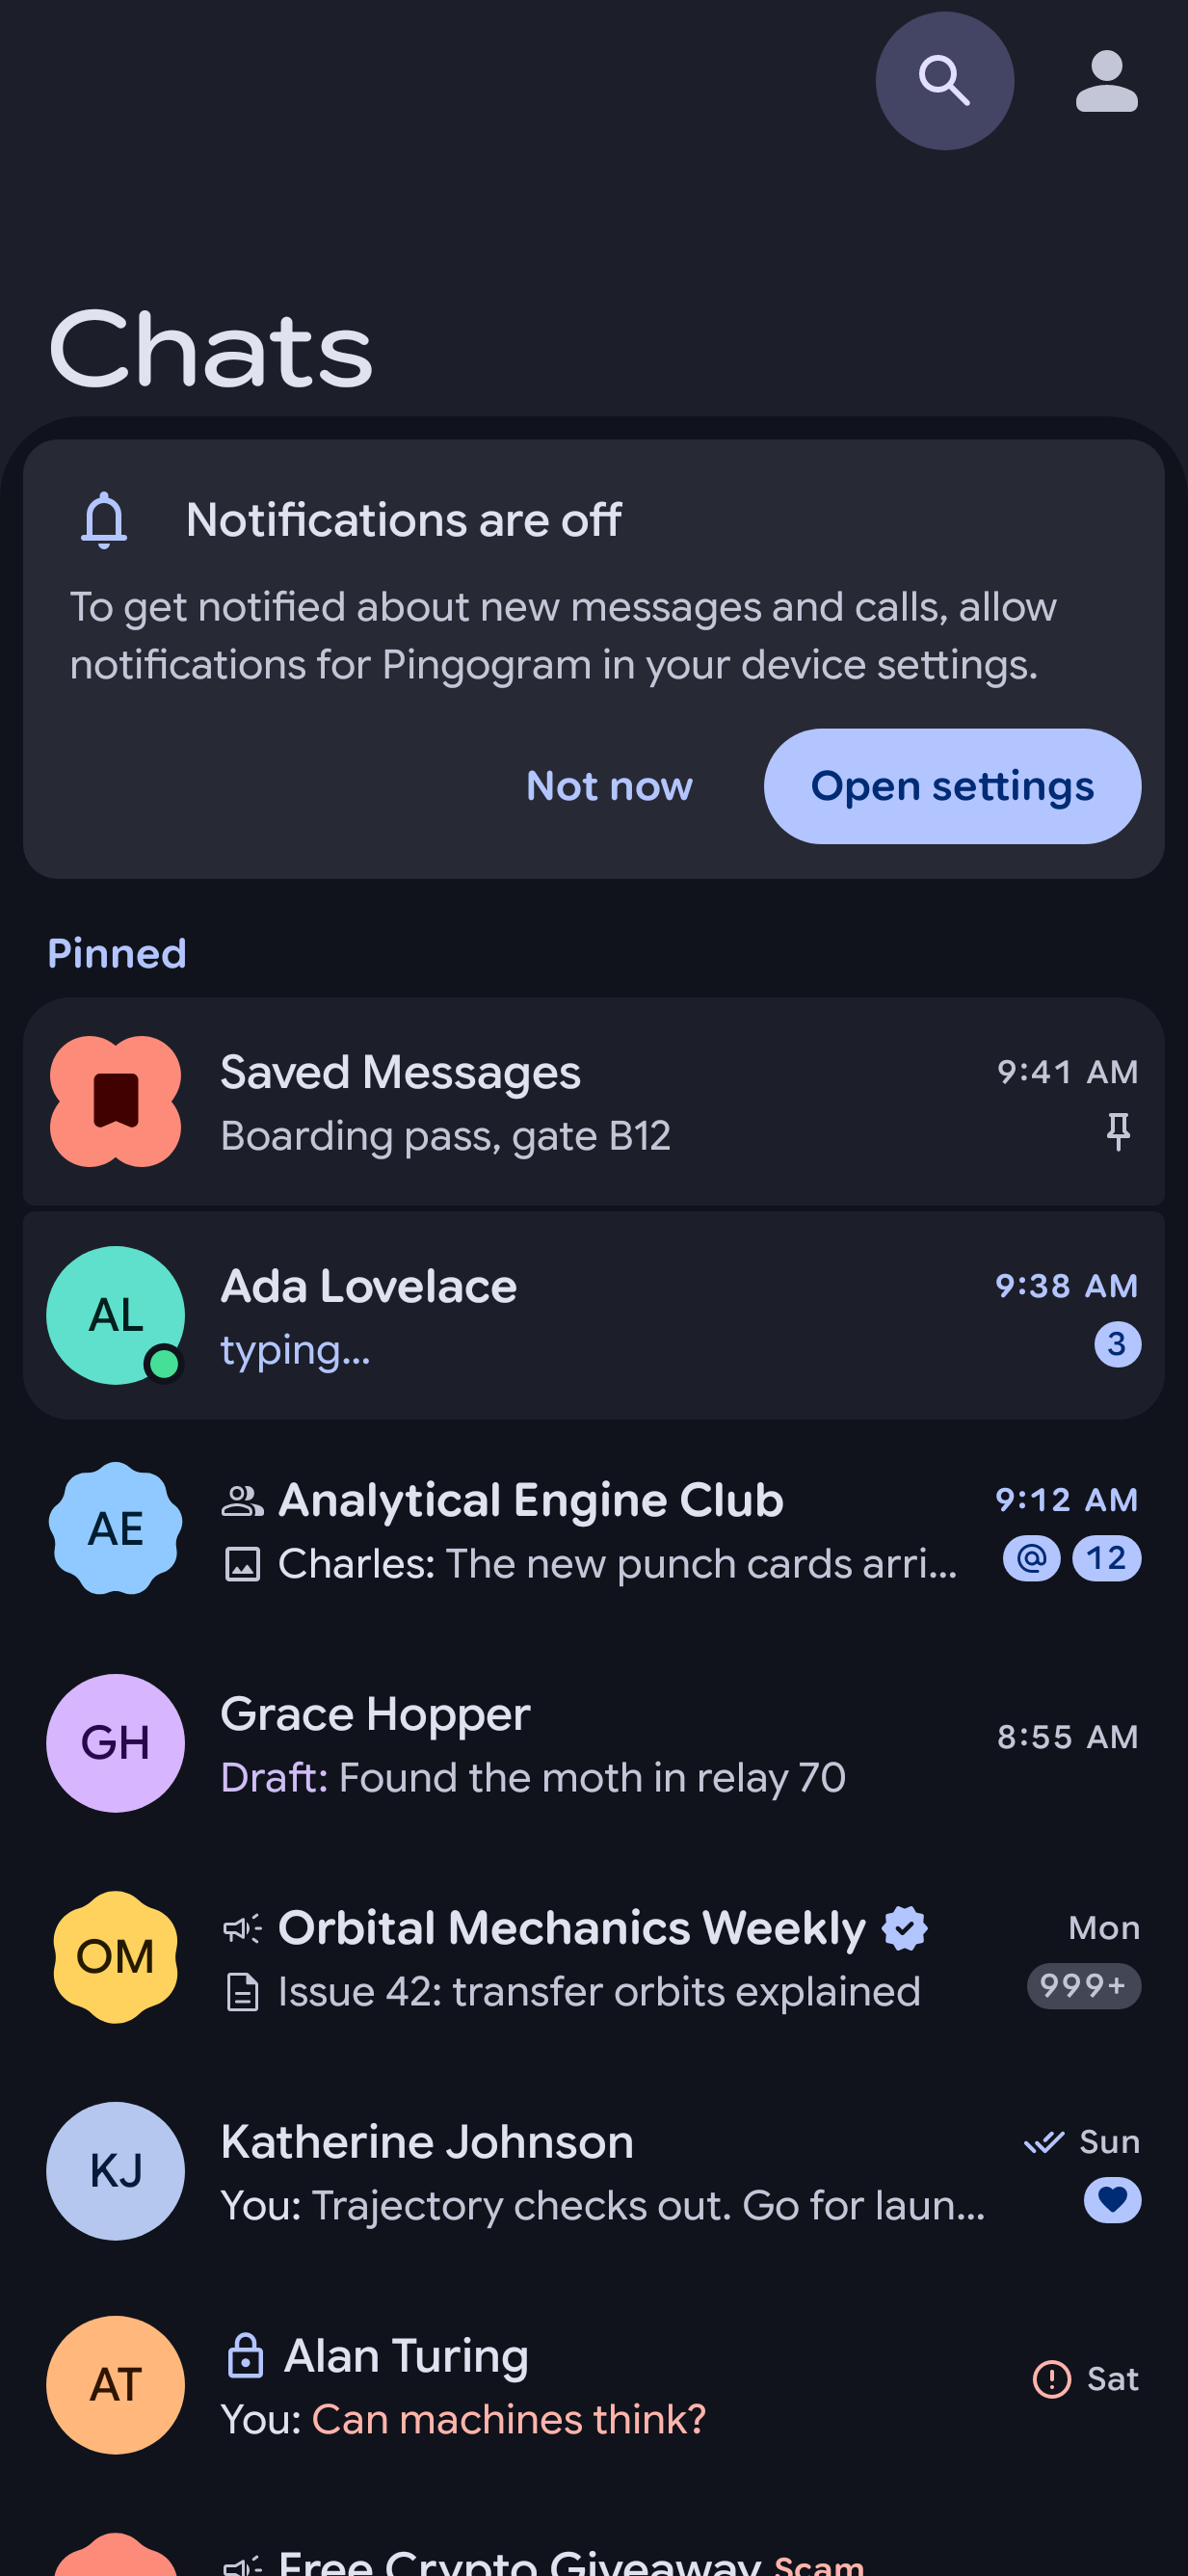 Chats
Notifications are off
To get notified about new messages and calls, allow
notifications for Pingogram in your device settings.
Not now
Open settings
Pinned
Saved Messages
9:41 AM
Boarding pass, gate B12
AL
Ada Lovelace
9:38 AM
typing...
3
AE
Analytical Engine Club
9:12 AM
Charles: The new punch cards arri...
@ 12
GH
Grace Hopper
8:55 AM
Draft: Found the moth in relay 70
OM
Orbital Mechanics Weekly
Mon
Issue 42: transfer orbits explained
999+
KJ
Katherine Johnson
Sun
You: Trajectory checks out. Go for laun...
AT
Alan Turing
Sat
You: Can machines think?
Free Crypto Giveaway Scam